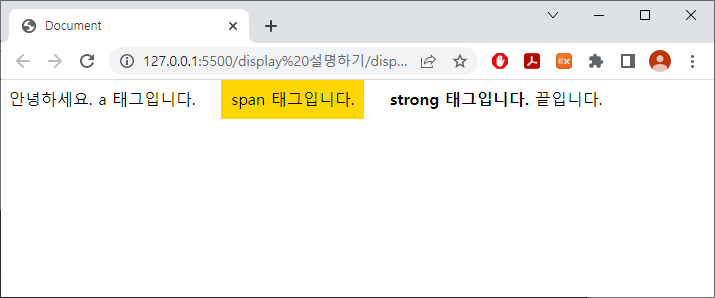 Document
127.0.0.1:5500/display%20설명하기/disp...
안녕하세요. a 태그입니다. span 태그입니다. strong 태그입니다. 끝입니다.